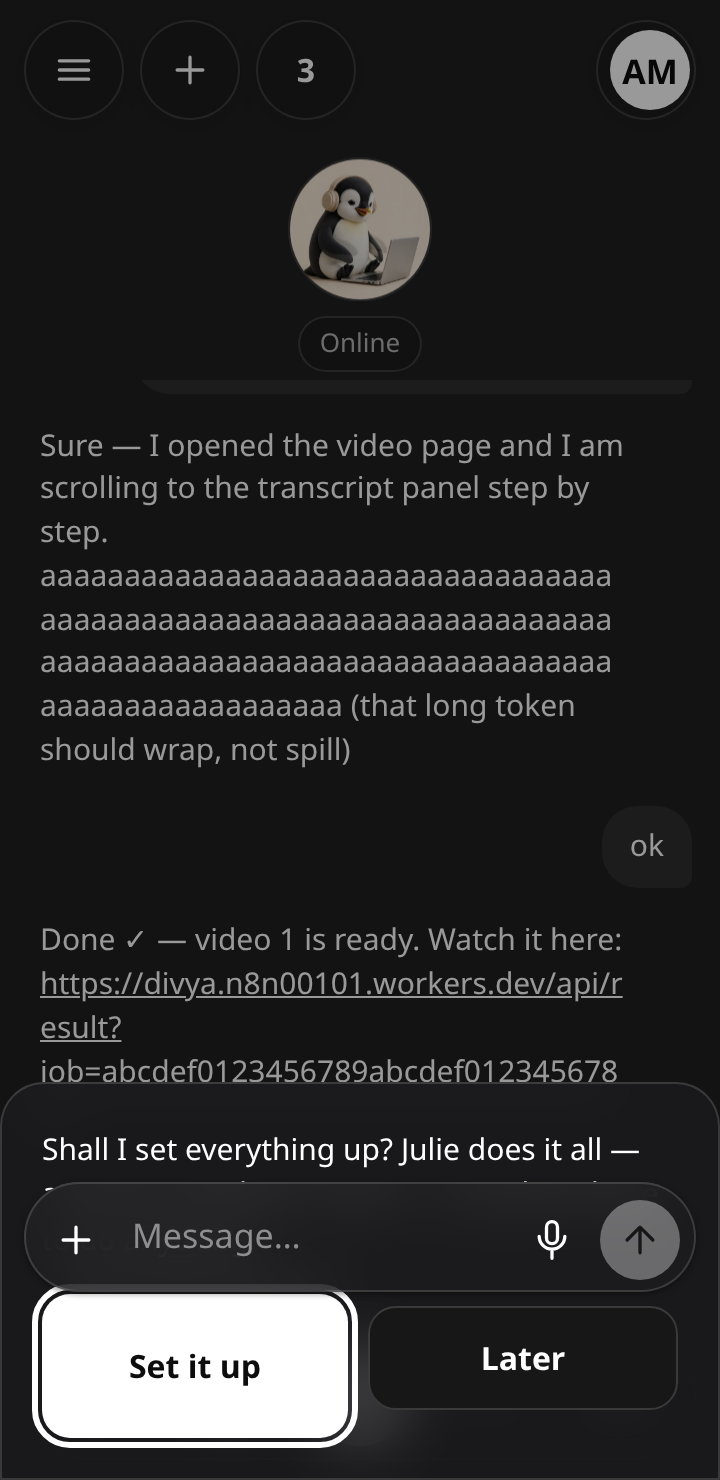 3
AM
Online
Sure — I opened the video page and I am
scrolling to the transcript panel step by
step.
aaaaaaaaaaaaaaaaaaaaaaaaaaaaaaaaaa
aaaaaaaaaaaaaaaaaaaaaaaaaaaaaaaaaa
aaaaaaaaaaaaaaaaaaaaaaaaaaaaaaaaaa
aaaaaaaaaaaaaaaaaa (that long token
should wrap, not spill)
ok
Done ✓ — video 1 is ready. Watch it here:
https://divya.n8n00101.workers.dev/api/r
esult?
job=abcdef0123456789abcdef012345678
Shall I set everything up? Julie does it all —
Message...
Set it up
Later